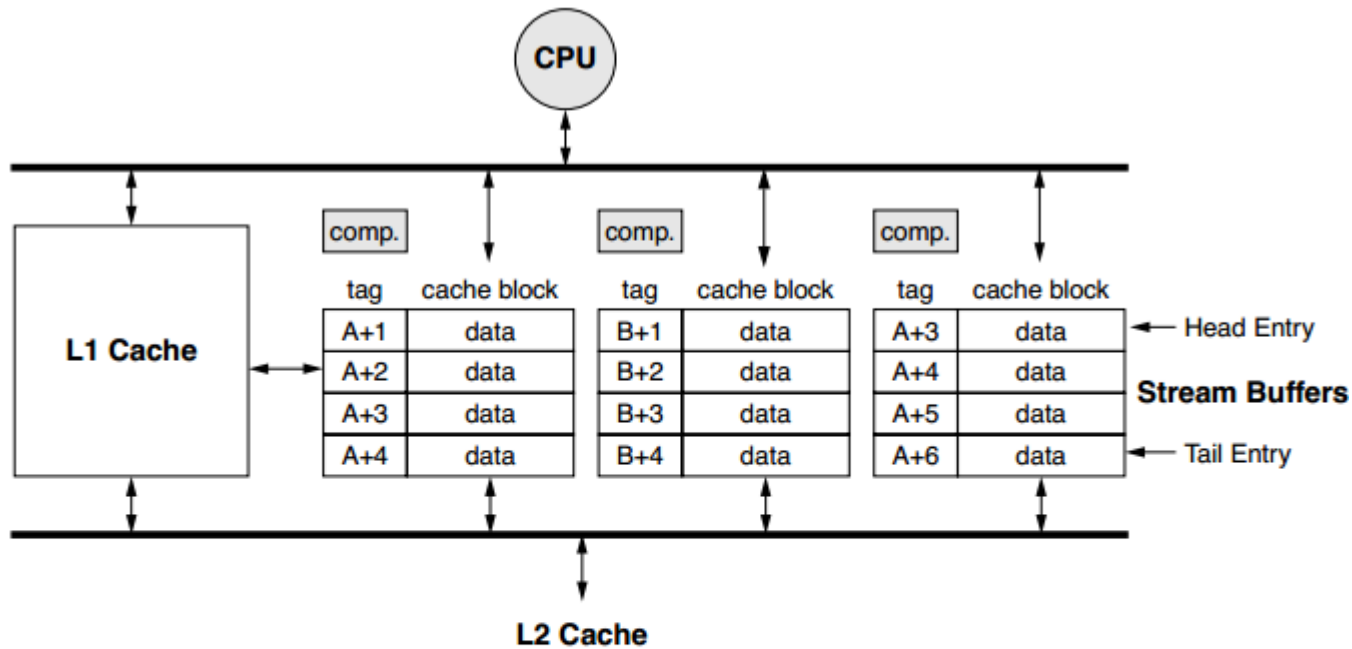 CPU
comp. comp. comp.
tag cache block tag cache block tag cache block
A+1 data B+1 data A+3 data Head Entry
L1 Cache
A+2 data B+2 data A+4 data
Stream Buffers
A+3 data B+3 data A+5 data
A+4 data B+4 data A+6 data Tail Entry
L2 Cache